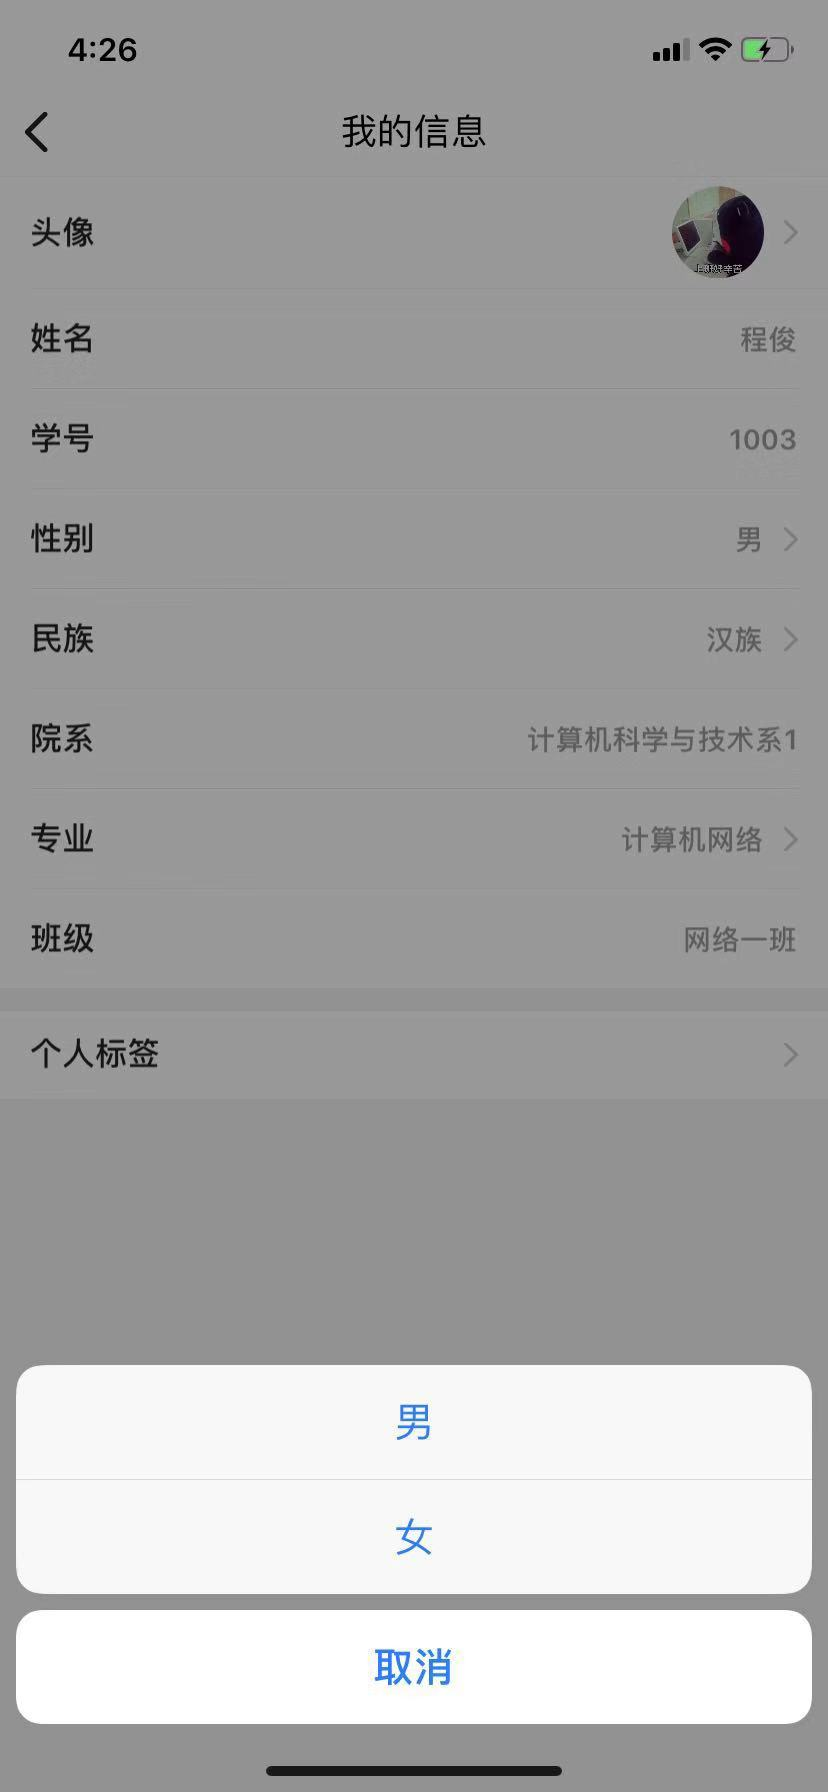 4:26
我的信息
头像
姓名 程俊
学号 1003
性别 男
民族 汉族
院系 计算机科学与技术系1
专业 计算机网络
班级 网络一班
个人标签
男
女
取消